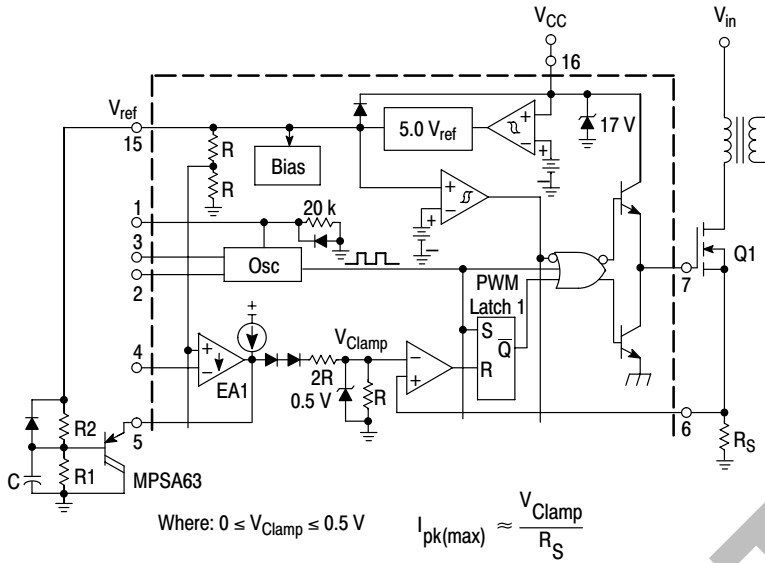 V_CC
V_in
16
V_ref
15
R
R
Bias
5.0 V_ref
+
−
+
−
17 V
1
20 k
+
−
+
−
3
Osc
2
7
Q1
PWM
Latch 1
S
Q̅
R
+
V_Clamp
4
+
−
EA1
2R
0.5 V
R
−
+
R2
5
6
R_S
C
R1
MPSA63
Where: 0 ≤ V_Clamp ≤ 0.5 V
I_pk(max) ≈ V_Clamp / R_S